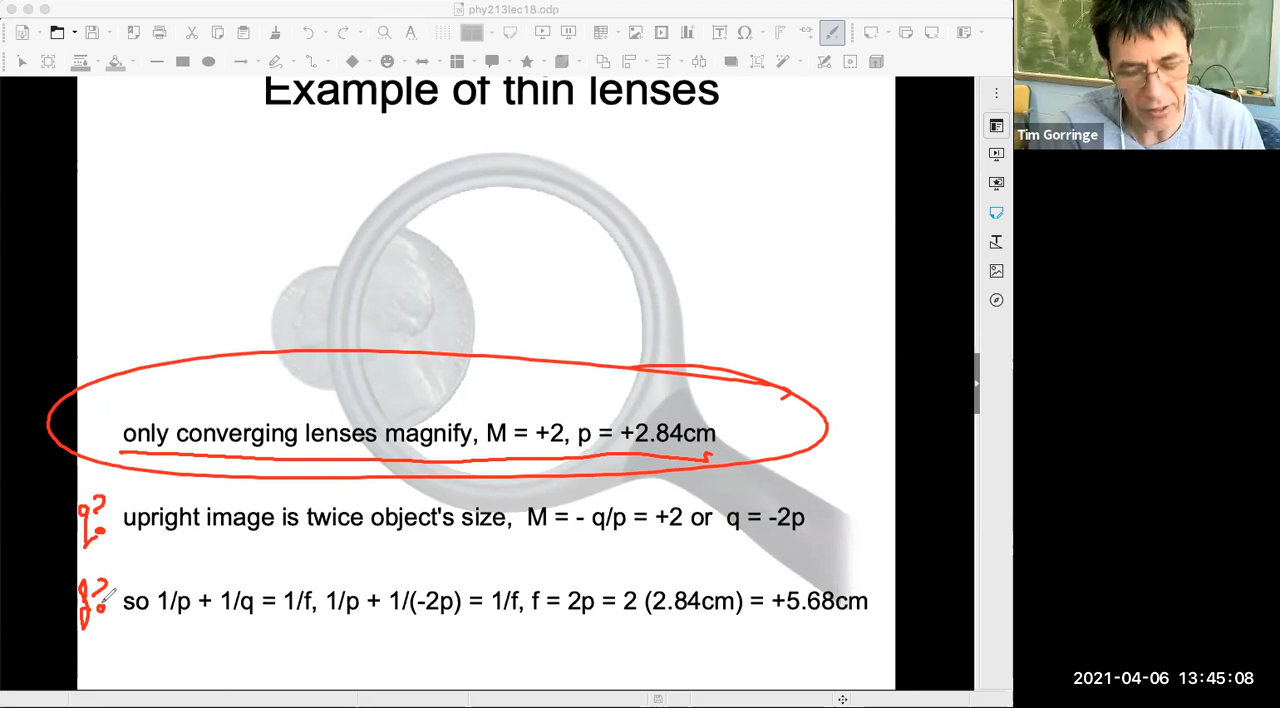 phy213lec18.odp
Tim Gorringe
Example of thin lenses
only converging lenses magnify, M = +2, p = +2.84cm
q?
upright image is twice object's size,  M = - q/p = +2 or  q = -2p
so 1/p + 1/q = 1/f, 1/p + 1/(-2p) = 1/f, f = 2p = 2 (2.84cm) = +5.68cm
2021-04-06 13:45:08